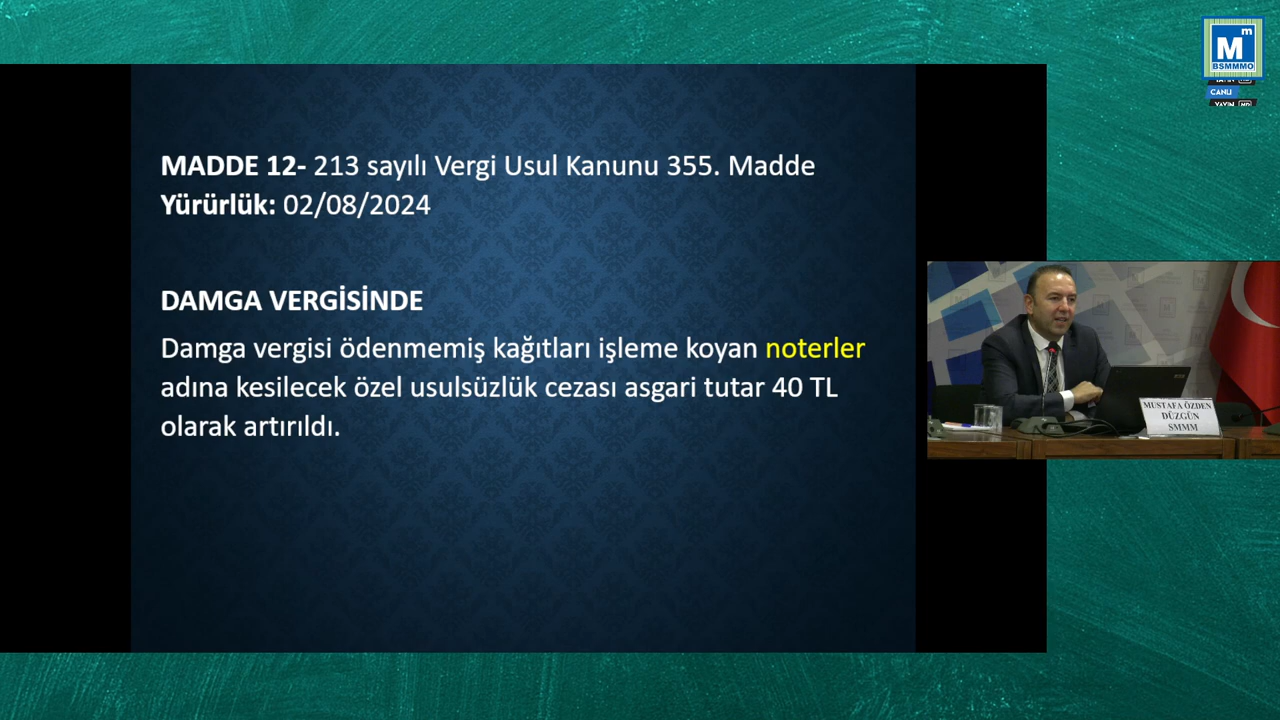 MADDE 12- 213 sayılı Vergi Usul Kanunu 355. Madde
Yürürlük: 02/08/2024
DAMGA VERGİSİNDE
Damga vergisi ödenmemiş kağıtları işleme koyan noterler
adına kesilecek özel usulsüzlük cezası asgari tutar 40 TL
olarak artırıldı.
Mm
BSMMMO
CANLI
YAYIN HD
MUSTAFA ÖZDEN
DÜZGÜN
SMMM